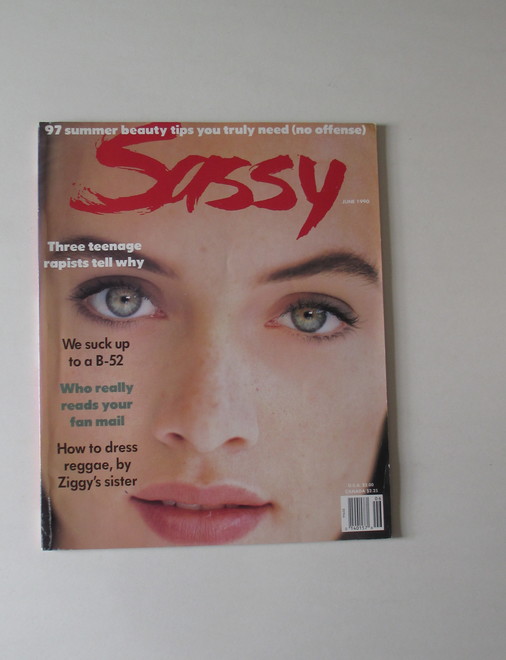 97 summer beauty tips you truly need (no offense)
Sassy
JUNE 1990
Three teenage
rapists tell why
We suck up
to a B-52
Who really
reads your
fan mail
How to dress
reggae, by
Ziggy's sister